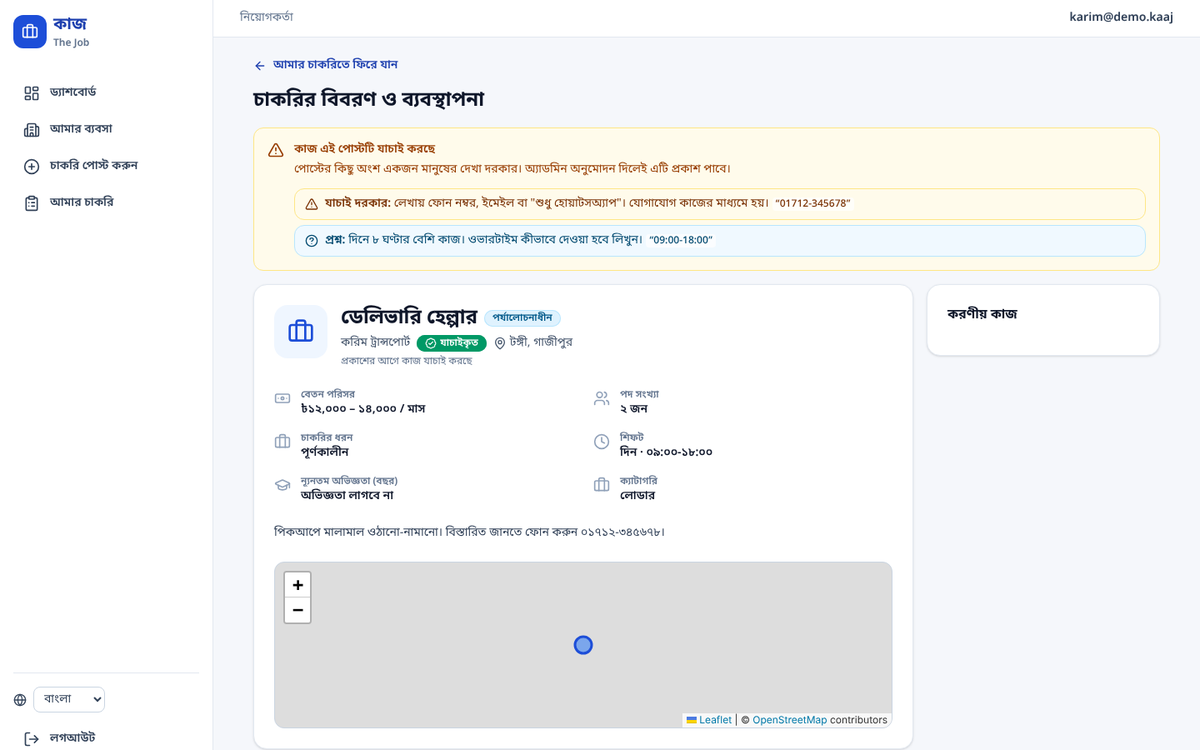 কাজ
The Job
ড্যাশবোর্ড
আমার ব্যবসা
চাকরি পোস্ট করুন
আমার চাকরি
বাংলা
লগআউট
নিয়োগকর্তা
karim@demo.kaaj
আমার চাকরিতে ফিরে যান
চাকরির বিবরণ ও ব্যবস্থাপনা
কাজ এই পোস্টটি যাচাই করছে
পোস্টের কিছু অংশ একজন মানুষের দেখা দরকার। অ্যাডমিন অনুমোদন দিলেই এটি প্রকাশ পাবে।
যাচাই দরকার: লেখায় ফোন নম্বর, ইমেইল বা "শুধু হোয়াটসঅ্যাপ"। যোগাযোগ কাজের মাধ্যমে হয়। “01712-345678”
প্রশ্ন: দিনে ৮ ঘণ্টার বেশি কাজ। ওভারটাইম কীভাবে দেওয়া হবে লিখুন। “09:00-18:00”
ডেলিভারি হেল্পার পর্যালোচনাধীন
করিম ট্রান্সপোর্ট যাচাইকৃত টঙ্গী, গাজীপুর
প্রকাশের আগে কাজ যাচাই করছে
বেতন পরিসর
৳১২,০০০ – ১৪,০০০ / মাস
পদ সংখ্যা
২ জন
চাকরির ধরন
পূর্ণকালীন
শিফট
দিন · ০৯:০০-১৮:০০
ন্যূনতম অভিজ্ঞতা (বছর)
অভিজ্ঞতা লাগবে না
ক্যাটাগরি
লোডার
পিকআপে মালামাল ওঠানো-নামানো। বিস্তারিত জানতে ফোন করুন ০১৭১২-৩৪৫৬৭৮।
+
−
Leaflet | © OpenStreetMap contributors
করণীয় কাজ